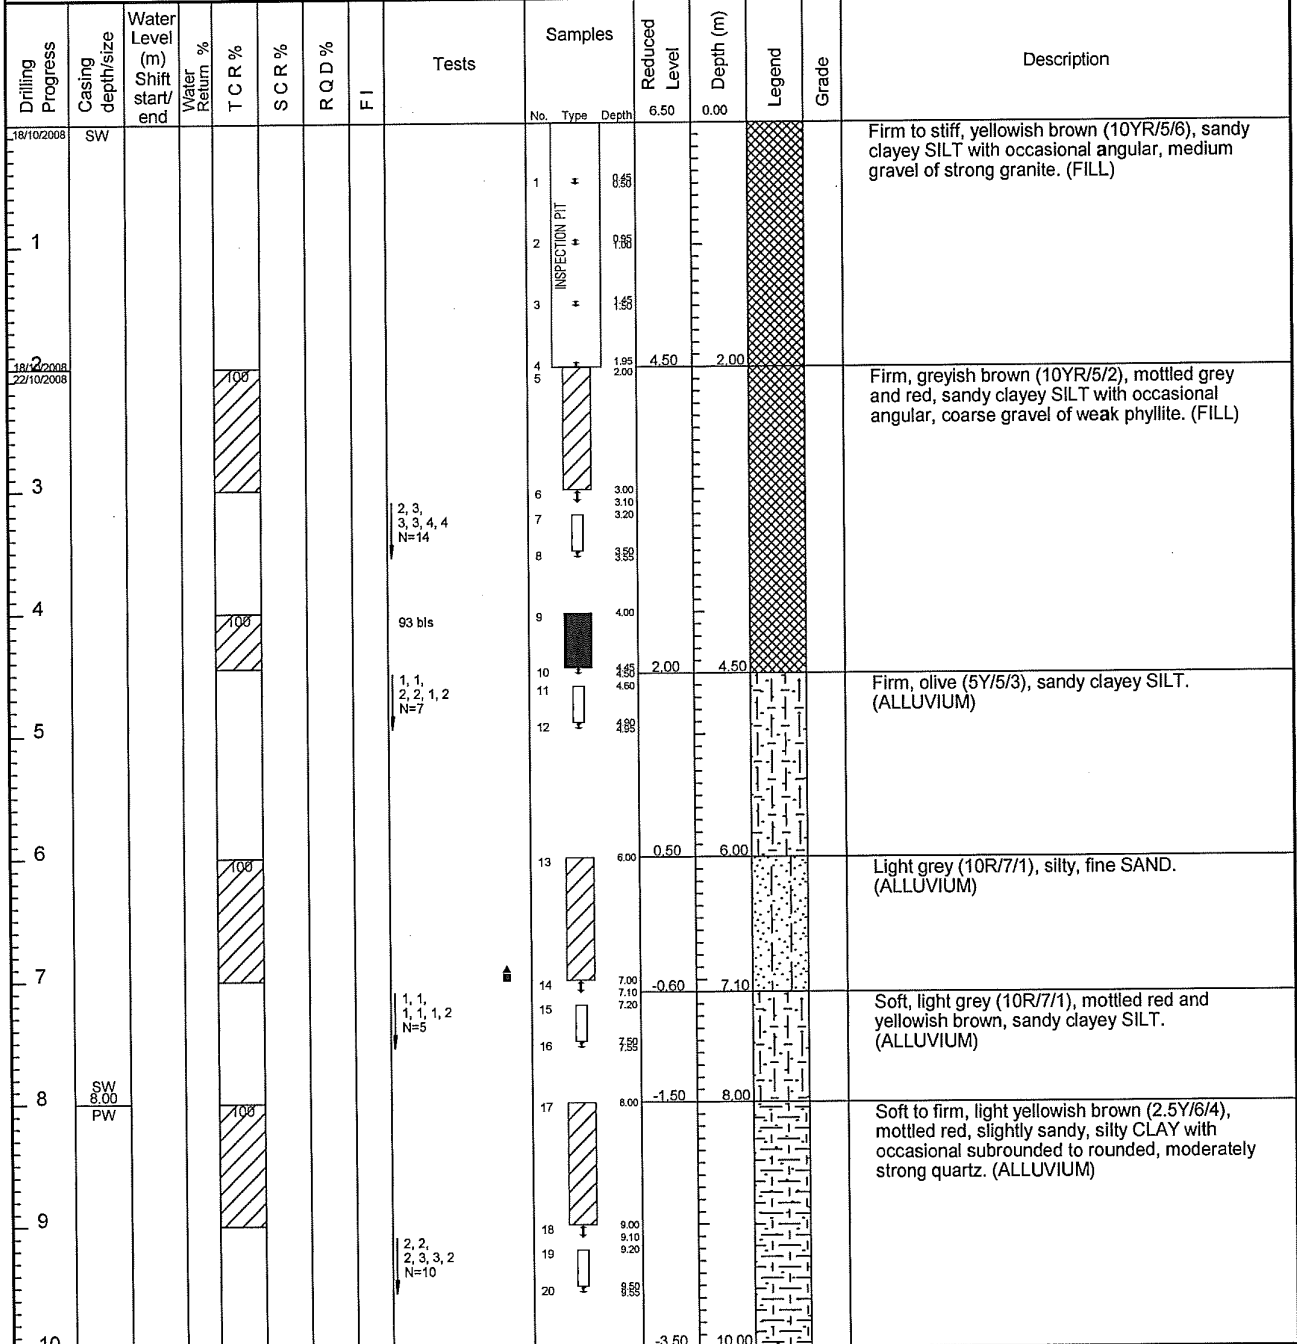 Drilling Progress
Casing depth/size
Water Level (m) Shift start/ end
Water Return %
T C R %
S C R %
R Q D %
F I
Tests
Samples
No. Type Depth
Reduced Level
6.50
Depth (m)
0.00
Legend
Grade
Description
18/10/2008
SW
Firm to stiff, yellowish brown (10YR/5/6), sandy
clayey SILT with occasional angular, medium
gravel of strong granite. (FILL)
INSPECTION PIT
1 0.45
0.50
1
2 0.95
1.00
3 1.45
1.50
2
18/10/2008
22/10/2008
100
4 1.95
5 2.00
4.50 2.00
Firm, greyish brown (10YR/5/2), mottled grey
and red, sandy clayey SILT with occasional
angular, coarse gravel of weak phyllite. (FILL)
3
6 3.00
3.10
7 3.20
2, 3,
3, 3, 4, 4
N=14
8 3.50
3.55
4
100
93 bls
9 4.00
10 4.45
4.50
2.00 4.50
1, 1,
2, 2, 1, 2
N=7
11 4.60
12 4.90
4.95
Firm, olive (5Y/5/3), sandy clayey SILT.
(ALLUVIUM)
5
6
100
13 6.00
0.50 6.00
Light grey (10R/7/1), silty, fine SAND.
(ALLUVIUM)
7
14 7.00
7.10
-0.60 7.10
1, 1,
1, 1, 1, 2
N=5
15 7.20
16 7.50
7.55
Soft, light grey (10R/7/1), mottled red and
yellowish brown, sandy clayey SILT.
(ALLUVIUM)
8
SW
8.00
PW
100
17 8.00
-1.50 8.00
Soft to firm, light yellowish brown (2.5Y/6/4),
mottled red, slightly sandy, silty CLAY with
occasional subrounded to rounded, moderately
strong quartz. (ALLUVIUM)
9
18 9.00
9.10
19 9.20
2, 2,
2, 3, 3, 2
N=10
20 9.50
9.55
10
-3.50 10.00